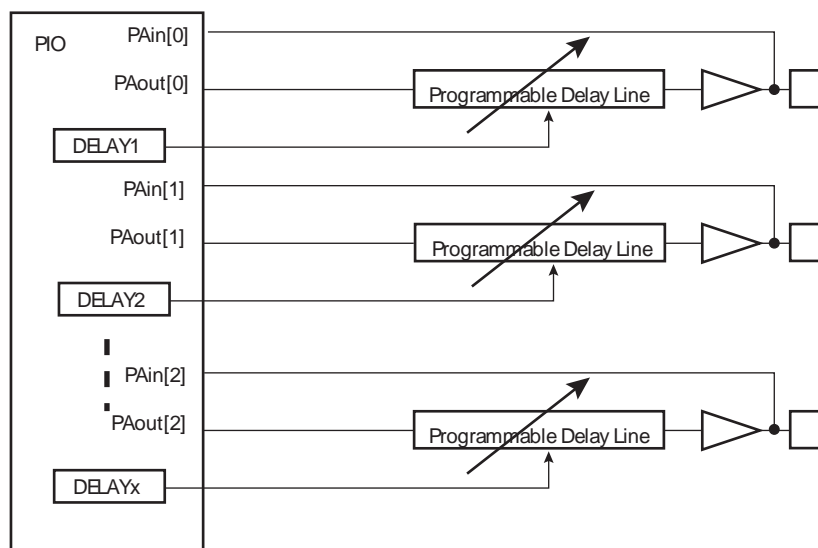 PIO
PAin[0]
PAout[0]
Programmable Delay Line
DELAY1
PAin[1]
PAout[1]
Programmable Delay Line
DELAY2
PAin[2]
PAout[2]
Programmable Delay Line
DELAYx